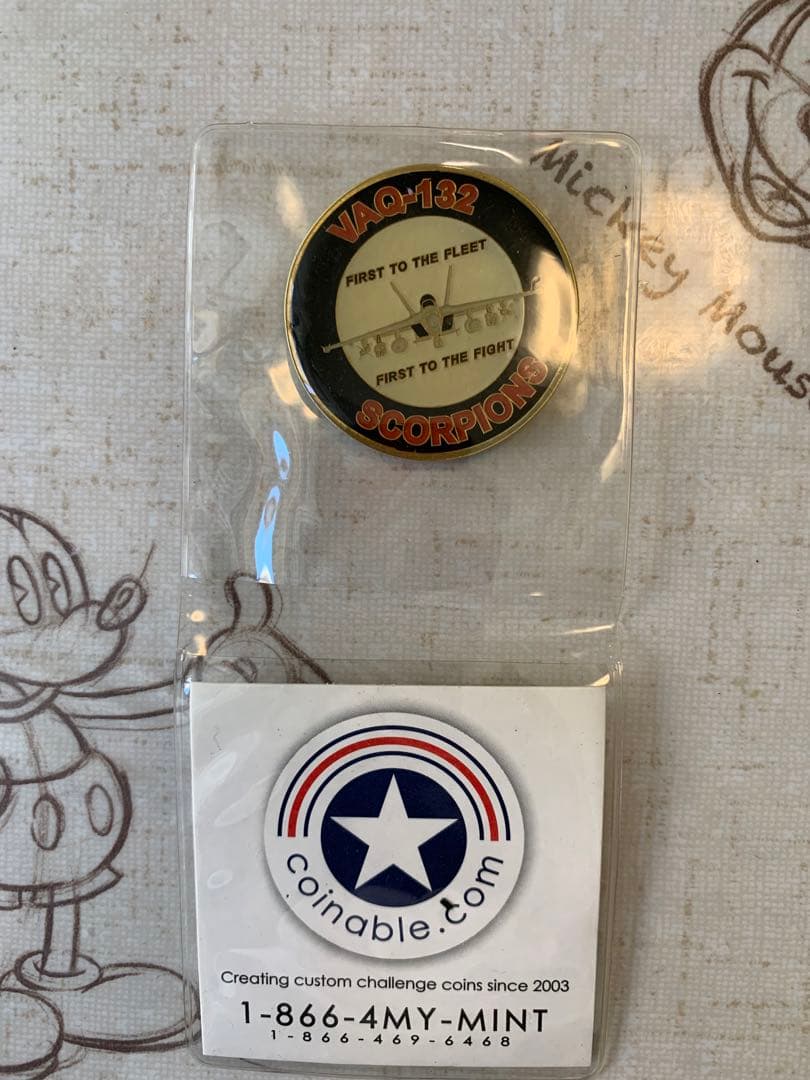 VAQ-132
FIRST TO THE FLEET
FIRST TO THE FIGHT
SCORPIONS
Mickey Mous
coinable.com
Creating custom challenge coins since 2003
1-866-4MY-MINT
1-866-469-6468